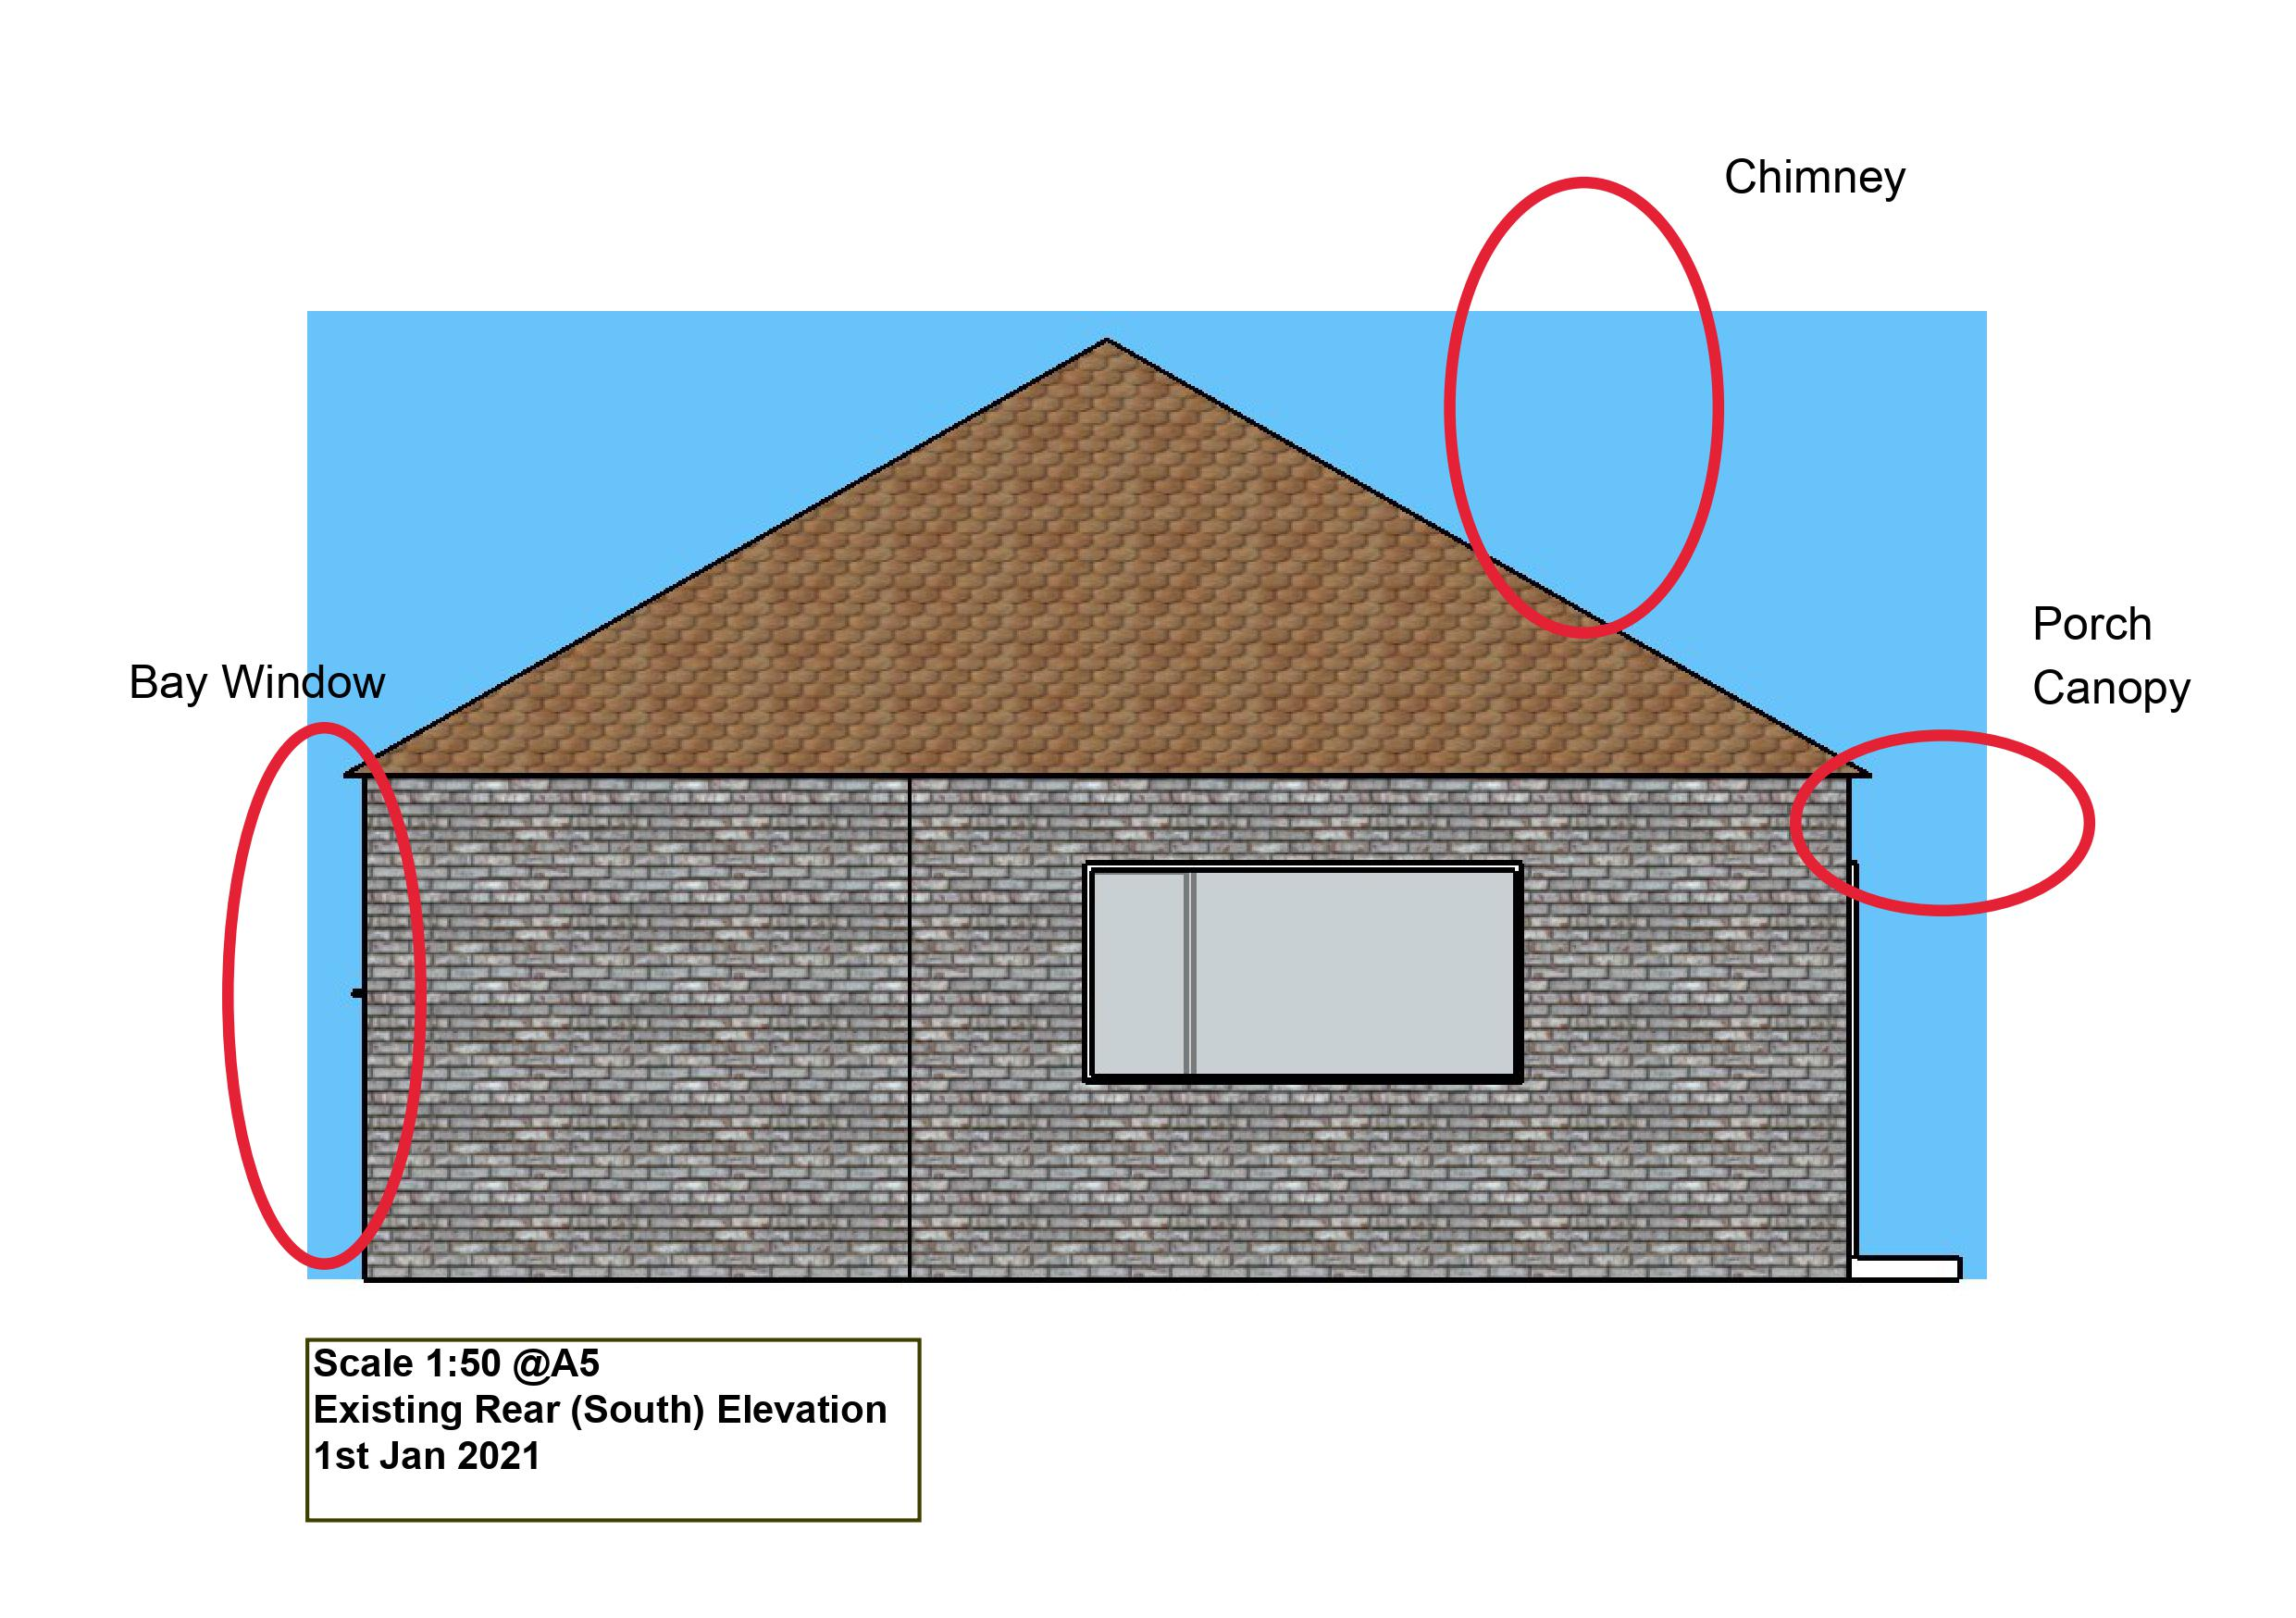 Chimney
Porch
Canopy
Bay Window
Scale 1:50 @A5
Existing Rear (South) Elevation
1st Jan 2021